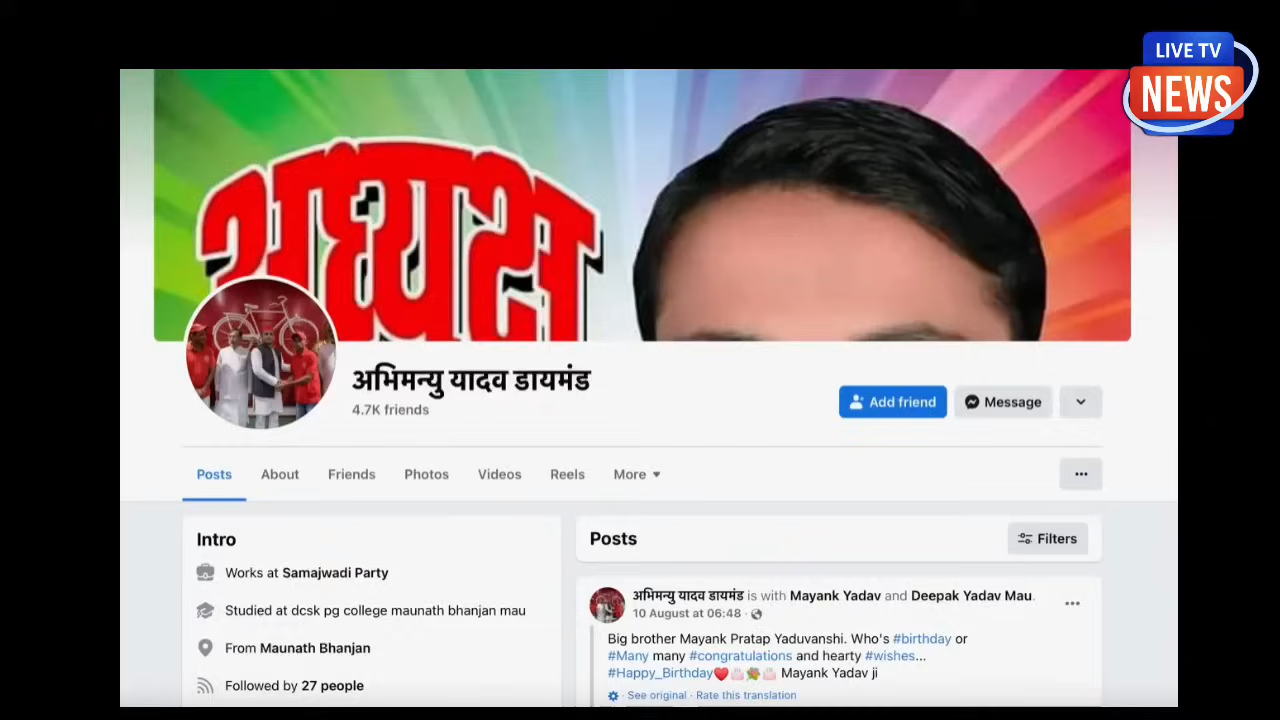 LIVE TV
NEWS
अध्यक्ष
अभिमन्यु यादव डायमंड
4.7K friends
Add friend
Message
Posts
About
Friends
Photos
Videos
Reels
More
Intro
Works at Samajwadi Party
Studied at dcsk pg college maunath bhanjan mau
From Maunath Bhanjan
Followed by 27 people
Posts
Filters
अभिमन्यु यादव डायमंड is with Mayank Yadav and Deepak Yadav Mau.
10 August at 06:48
Big brother Mayank Pratap Yaduvanshi. Who's #birthday or
#Many many #congratulations and hearty #wishes...
#Happy_Birthday❤️🎂💐🎂 Mayank Yadav ji
See original · Rate this translation